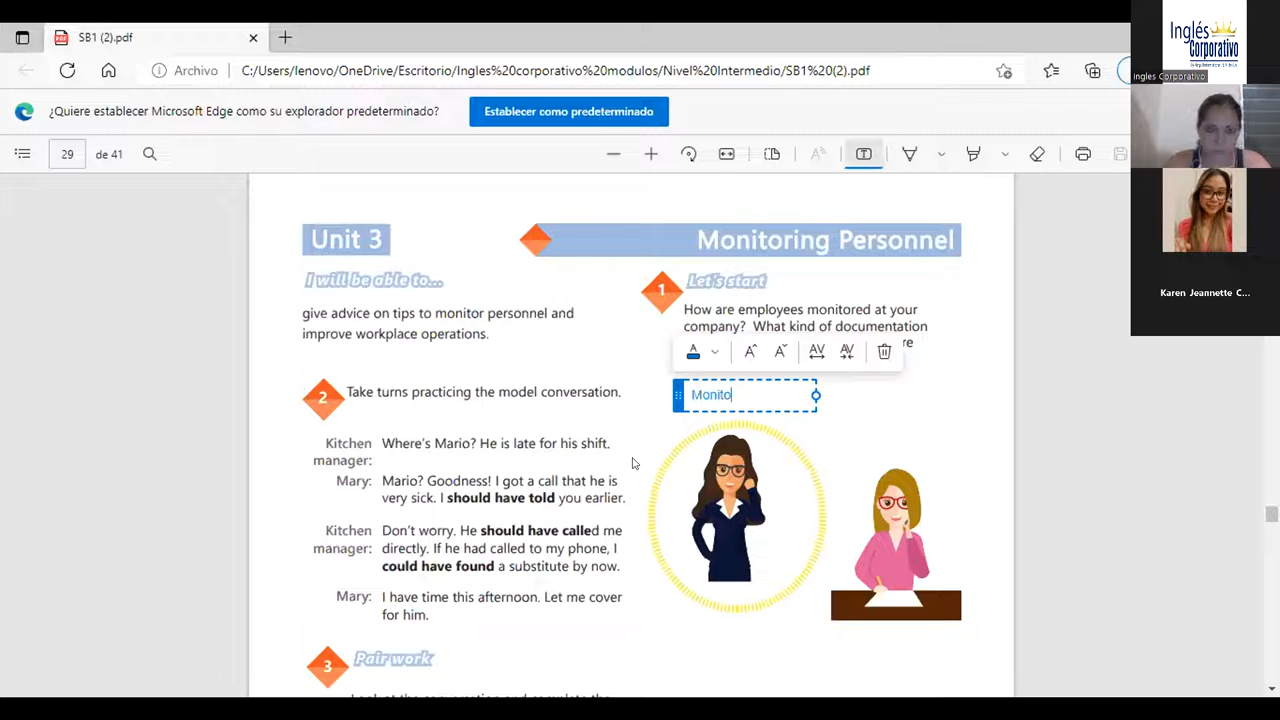 SB1 (2).pdf
Archivo
C:/Users/lenovo/OneDrive/Escritorio/Ingles%20Corporativo%20modulos/Nivel%20Intermedio/SB1%20(2).pdf
¿Quiere establecer Microsoft Edge como su explorador predeterminado?
Establecer como predeterminado
29
de 41
Unit 3
Monitoring Personnel
I will be able to...
give advice on tips to monitor personnel and
improve workplace operations.
1
Let's start
How are employees monitored at your
company? What kind of documentation
re
Monito
2
Take turns practicing the model conversation.
Kitchen manager: Where's Mario? He is late for his shift.
Mary: Mario? Goodness! I got a call that he is
very sick. I should have told you earlier.
Kitchen manager: Don't worry. He should have called me
directly. If he had called to my phone, I
could have found a substitute by now.
Mary: I have time this afternoon. Let me cover
for him.
3
Pair work
Inglés
Corporativo
Ingles Corporativo
Karen Jeannette C...